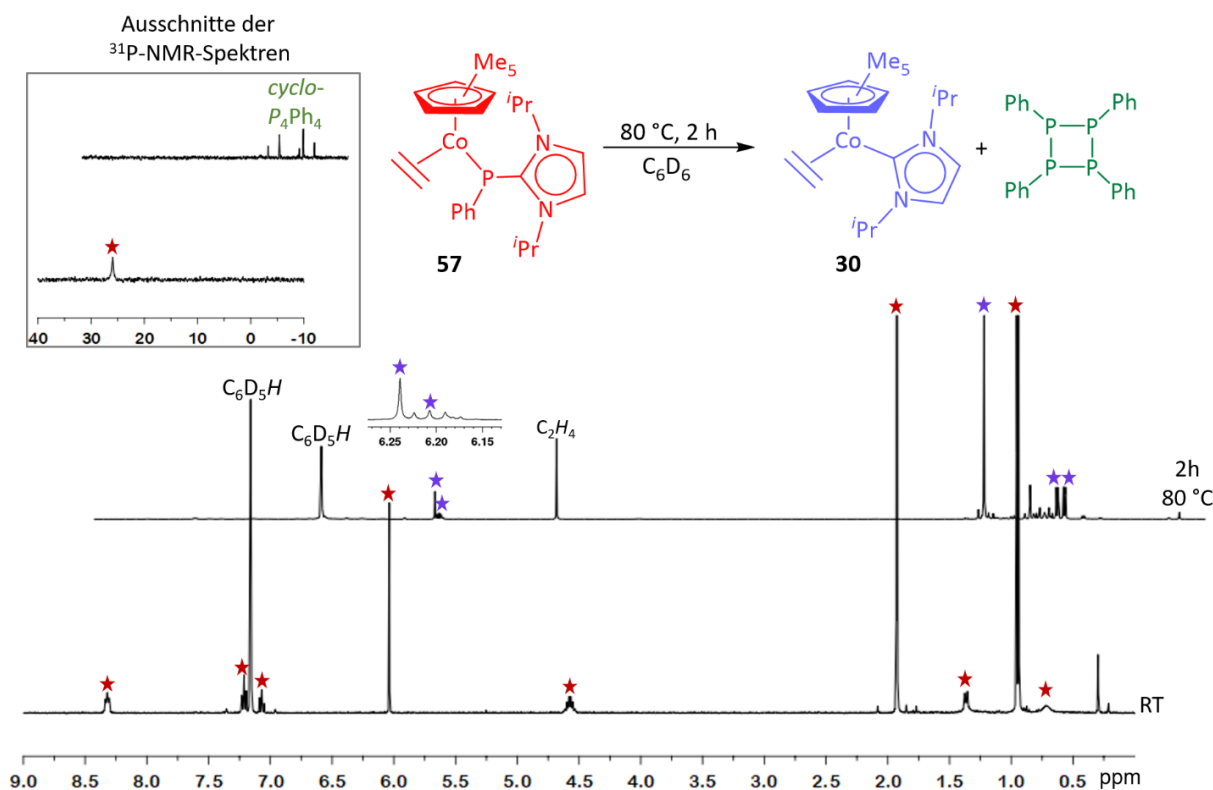 Ausschnitte der
³¹P-NMR-Spektren
cyclo-
P₄Ph₄
40 30 20 10 0 -10
Me₅
Co
N
ⁱPr
P
Ph
N
ⁱPr
57
80 °C, 2 h
C₆D₆
Me₅
Co
N
ⁱPr
N
ⁱPr
30
+
Ph Ph
P P
P P
Ph Ph
C₆D₅H
C₆D₅H
6.25 6.20 6.15
C₂H₄
2h
80 °C
RT
9.0 8.5 8.0 7.5 7.0 6.5 6.0 5.5 5.0 4.5 4.0 3.5 3.0 2.5 2.0 1.5 1.0 0.5 ppm